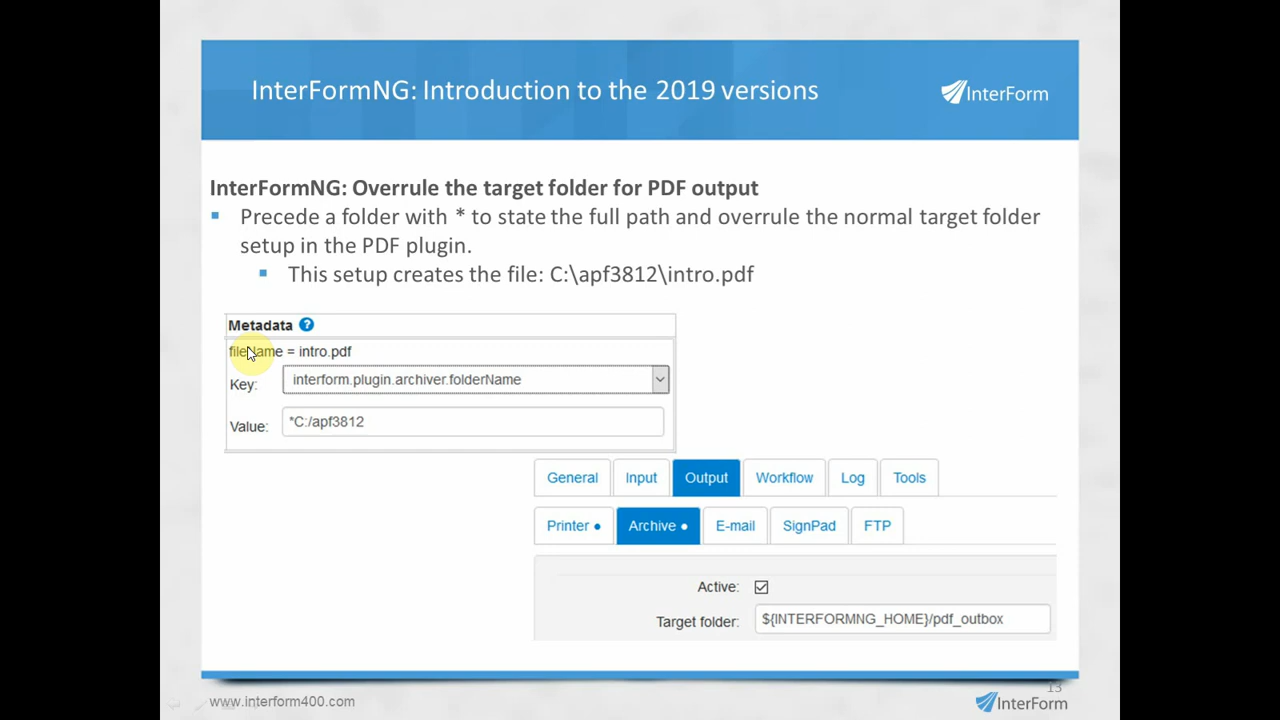 InterFormNG: Introduction to the 2019 versions
InterForm
InterFormNG: Overrule the target folder for PDF output
Precede a folder with * to state the full path and overrule the normal target folder
setup in the PDF plugin.
This setup creates the file: C:\apf3812\intro.pdf
Metadata ?
fileName = intro.pdf
Key: interform.plugin.archiver.folderName
Value: *C:/apf3812
General Input Output Workflow Log Tools
Printer • Archive • E-mail SignPad FTP
Active:
Target folder: ${INTERFORMNG_HOME}/pdf_outbox
13
www.interform400.com
InterForm